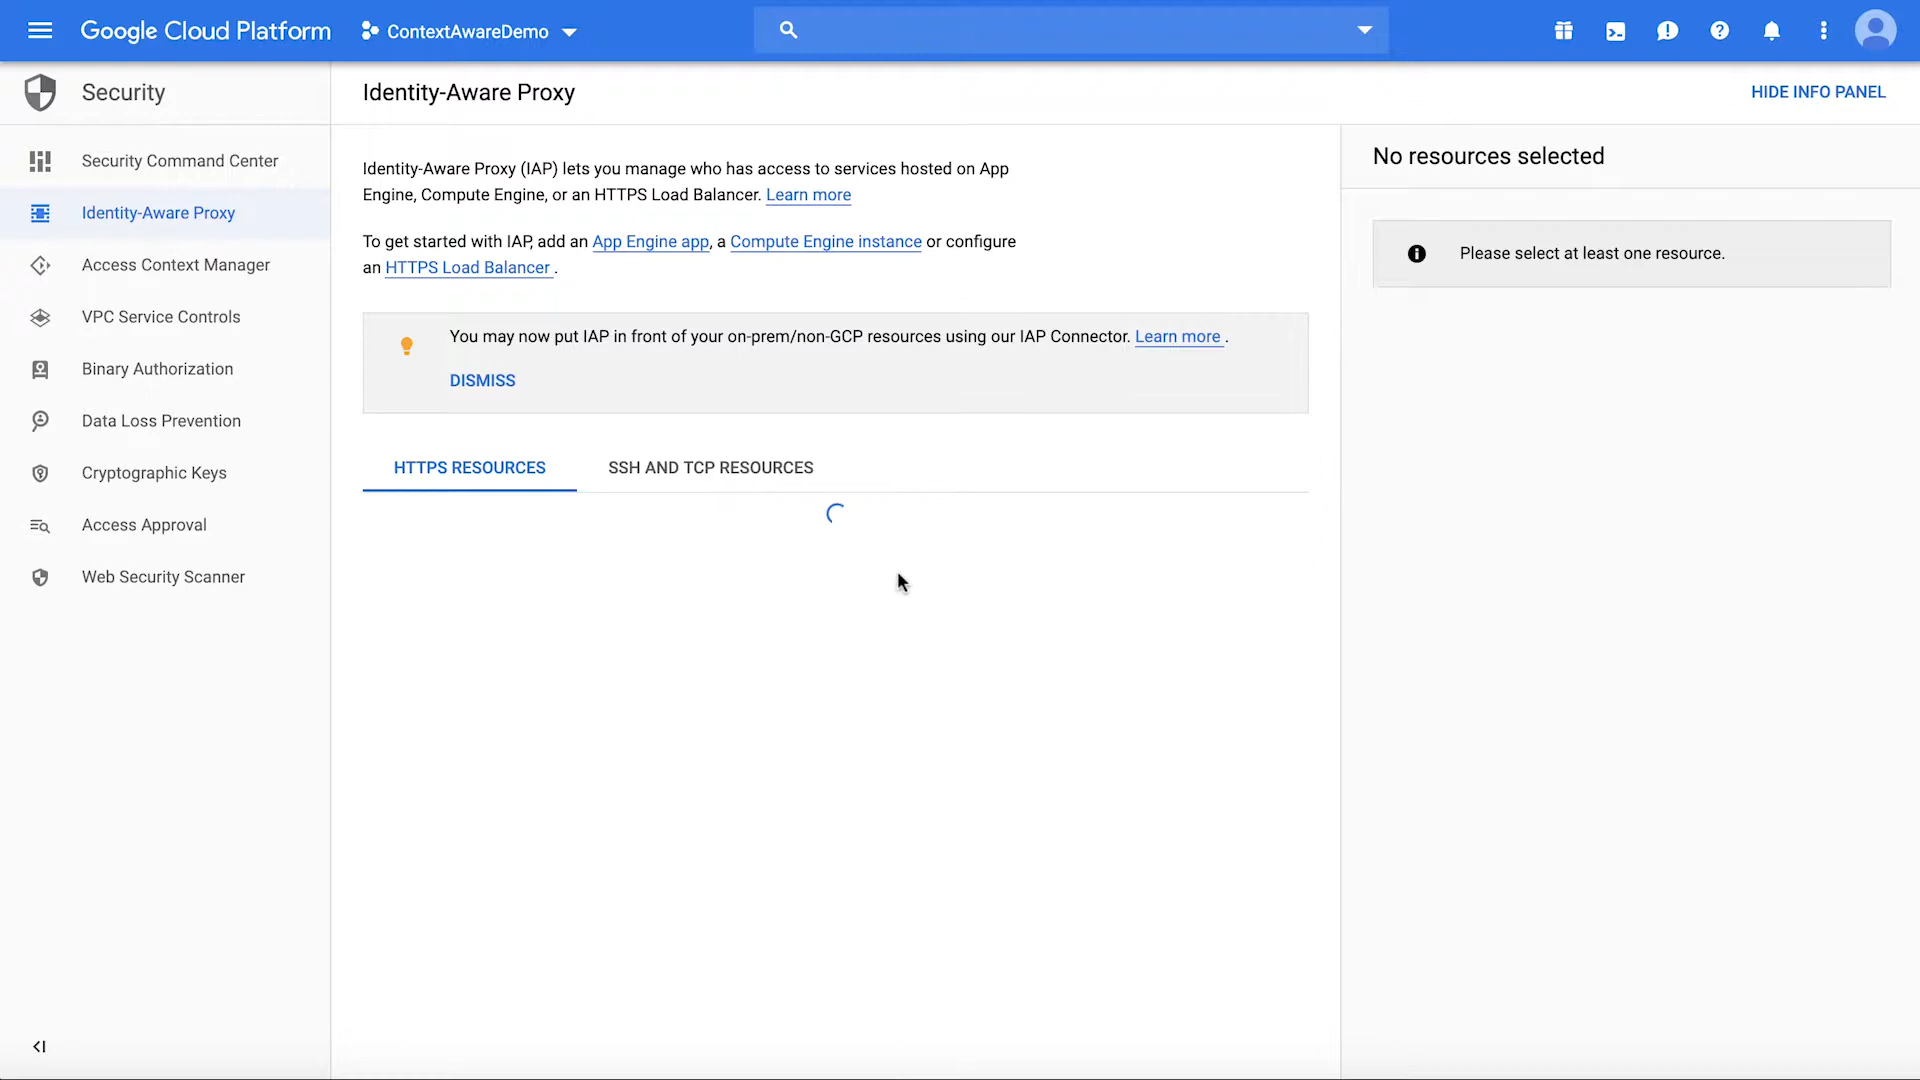 Google Cloud Platform
ContextAwareDemo
Security
Identity-Aware Proxy
HIDE INFO PANEL
Security Command Center
Identity-Aware Proxy
Access Context Manager
VPC Service Controls
Binary Authorization
Data Loss Prevention
Cryptographic Keys
Access Approval
Web Security Scanner
Identity-Aware Proxy (IAP) lets you manage who has access to services hosted on App
Engine, Compute Engine, or an HTTPS Load Balancer. Learn more
To get started with IAP, add an App Engine app, a Compute Engine instance or configure
an HTTPS Load Balancer .
You may now put IAP in front of your on-prem/non-GCP resources using our IAP Connector. Learn more .
DISMISS
HTTPS RESOURCES
SSH AND TCP RESOURCES
No resources selected
Please select at least one resource.